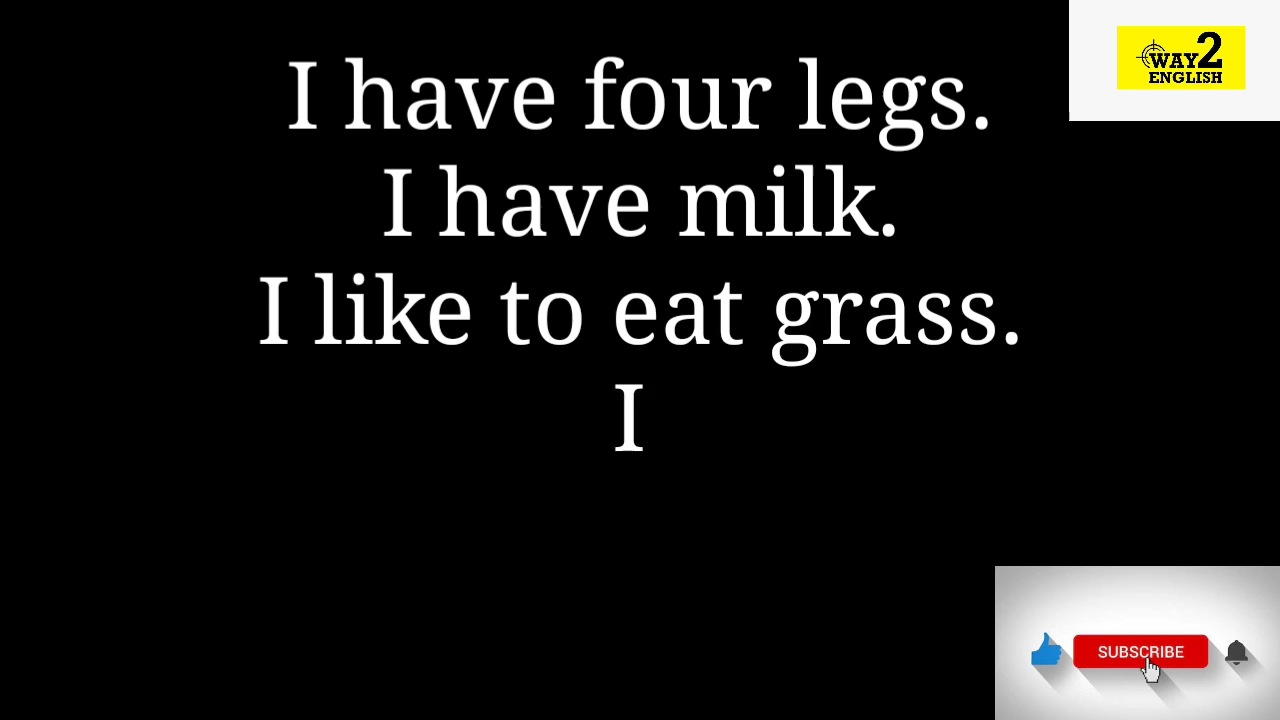 I have four legs.
I have milk.
I like to eat grass.
I
WAY2
ENGLISH
SUBSCRIBE